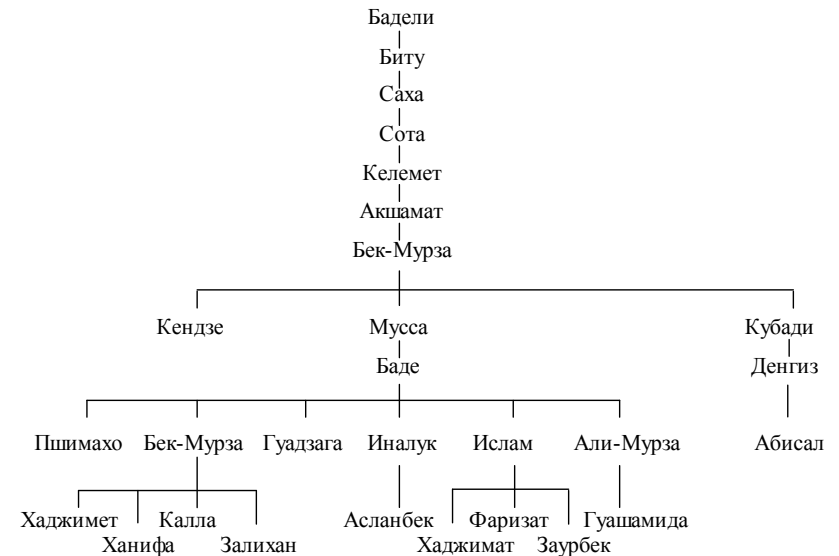 Бадели
Биту
Саха
Сота
Келемет
Акшамат
Бек-Мурза
Кендзе Мусса Кубади
Баде Денгиз
Пшимахо Бек-Мурза Гуадзага Иналук Ислам Али-Мурза Абисал
Хаджимет Калла Асланбек Фаризат Гуашамида
Ханифа Залихан Хаджимат Заурбек